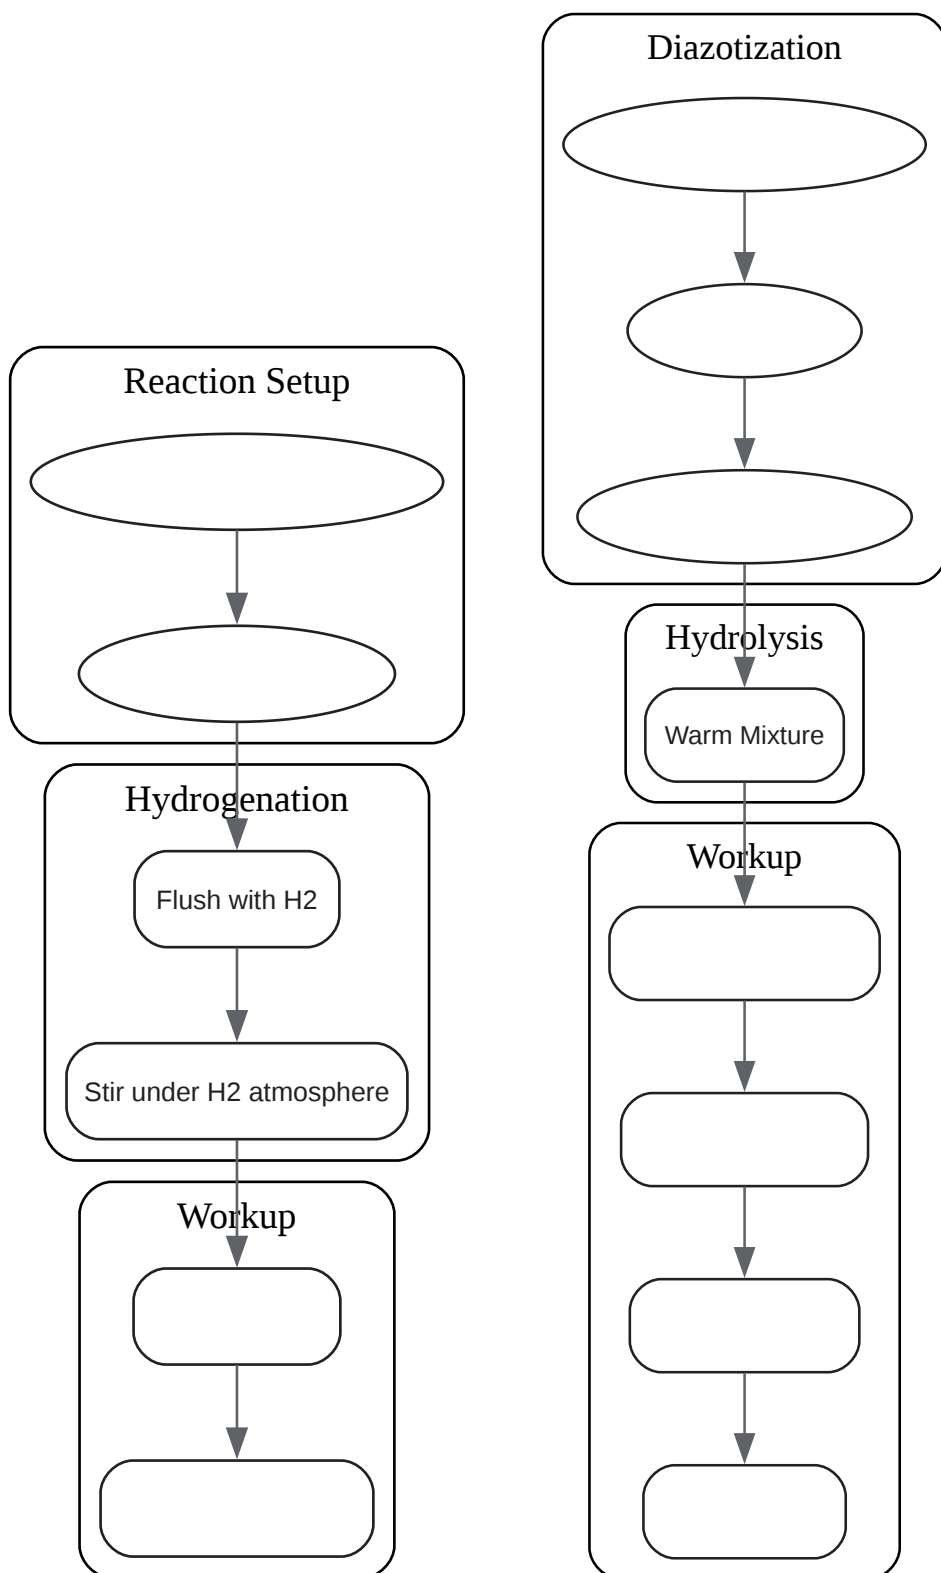 Reaction Setup
Hydrogenation
Flush with H2
Stir under H2 atmosphere
Workup
Diazotization
Hydrolysis
Warm Mixture
Workup